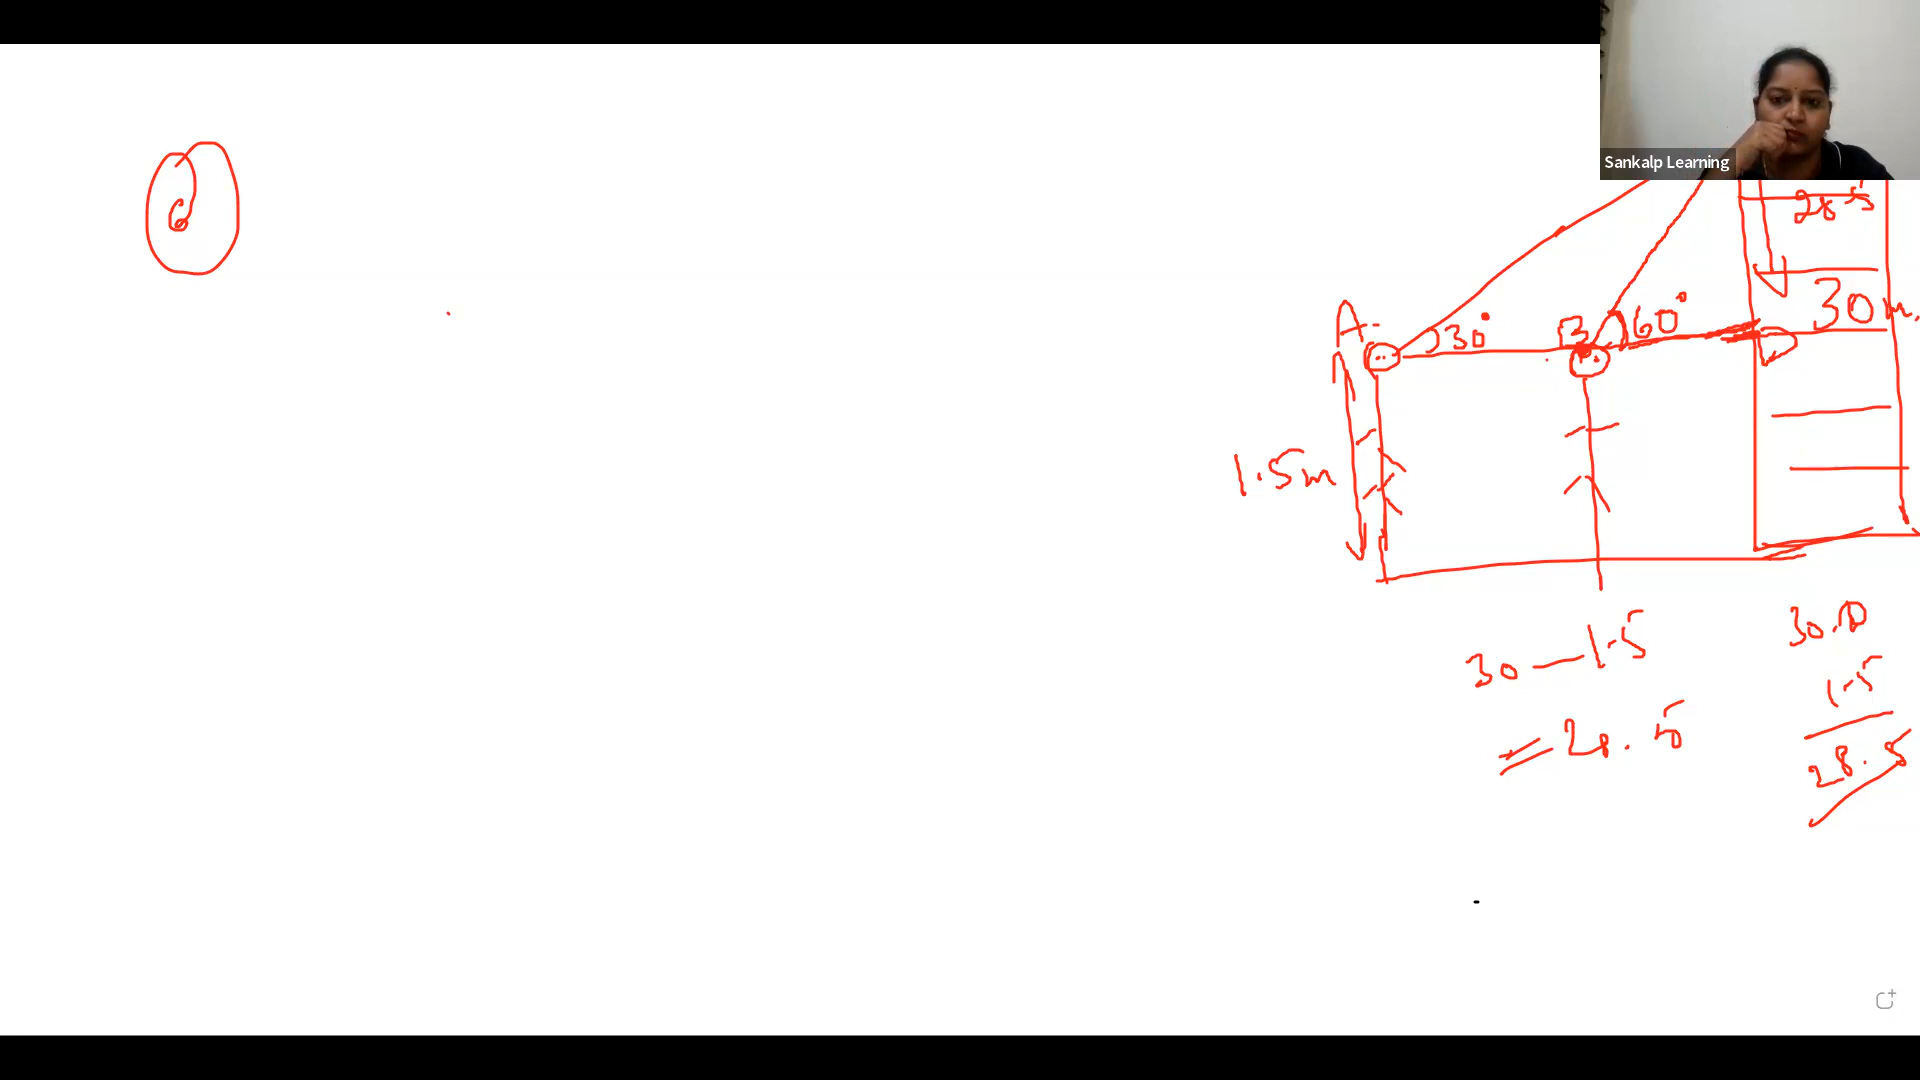 Sankalp Learning
6
28.5
30m.
A
30°
B
60°
D
1.5m
30 — 1.5
= 28.5
30.0
1.5
28.5